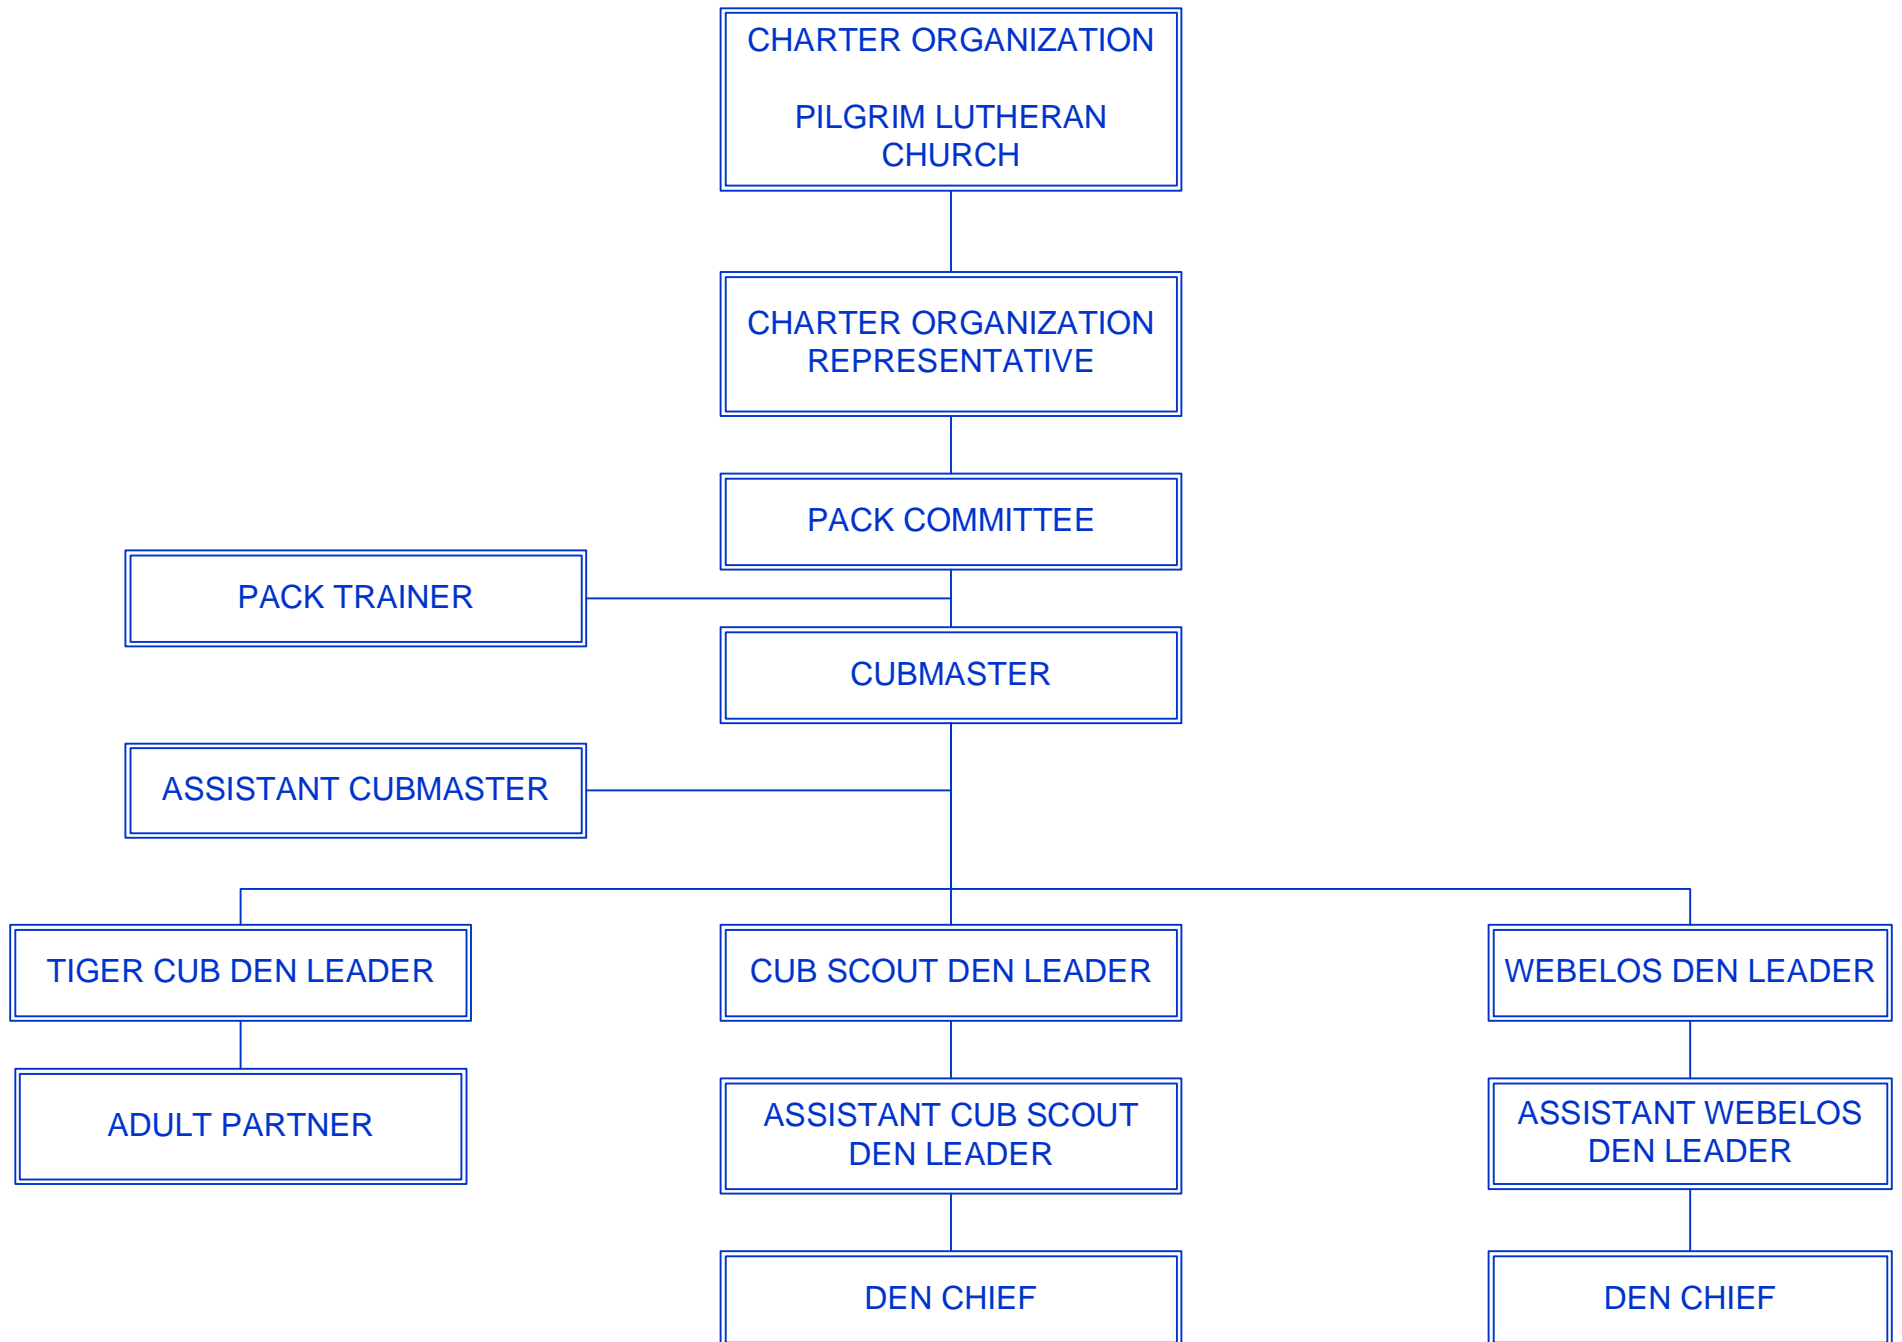 CHARTER ORGANIZATION
PILGRIM LUTHERAN
CHURCH
CHARTER ORGANIZATION
REPRESENTATIVE
PACK COMMITTEE
PACK TRAINER
CUBMASTER
ASSISTANT CUBMASTER
TIGER CUB DEN LEADER
CUB SCOUT DEN LEADER
WEBELOS DEN LEADER
ADULT PARTNER
ASSISTANT CUB SCOUT
DEN LEADER
ASSISTANT WEBELOS
DEN LEADER
DEN CHIEF
DEN CHIEF